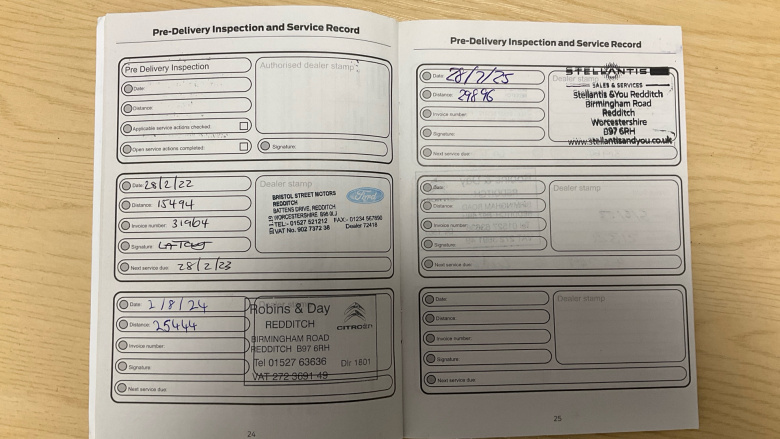 Pre-Delivery Inspection and Service Record
Pre Delivery Inspection
Authorised dealer stamp
Date:
Distance:
Applicable service actions checked:
Open service actions completed:
Signature:
Date: 28/2/22
Dealer stamp
Distance: 15494
Invoice number: 31964
Signature:
Next service due: 28/2/23
BRISTOL STREET MOTORS
REDDITCH
BATTENS DRIVE, REDDITCH
WORCESTERSHIRE B98 0LJ
TEL:- 01527 521212 FAX:- 01234 567890
VAT No. 902 7372 38 Dealer 72418
Ford
Date: 1/8/24
Distance: 25444
Invoice number:
Signature:
Next service due:
Robins & Day
REDDITCH
BIRMINGHAM ROAD
REDDITCH B97 6RH
Tel 01527 63636 Dlr 1801
VAT 272 3691 49
CITROËN
24
Pre-Delivery Inspection and Service Record
Date: 28/2/25
Distance: 29896
Invoice number:
Signature:
Next service due:
Dealer stamp
STELLANTIS
SALES & SERVICES
Stellantis &You Redditch
Birmingham Road
Redditch
Worcestershire
B97 6RH
www.stellantisandyou.co.uk
Date:
Dealer stamp
Distance:
Invoice number:
Signature:
Next service due:
Date:
Dealer stamp
Distance:
Invoice number:
Signature:
Next service due:
25